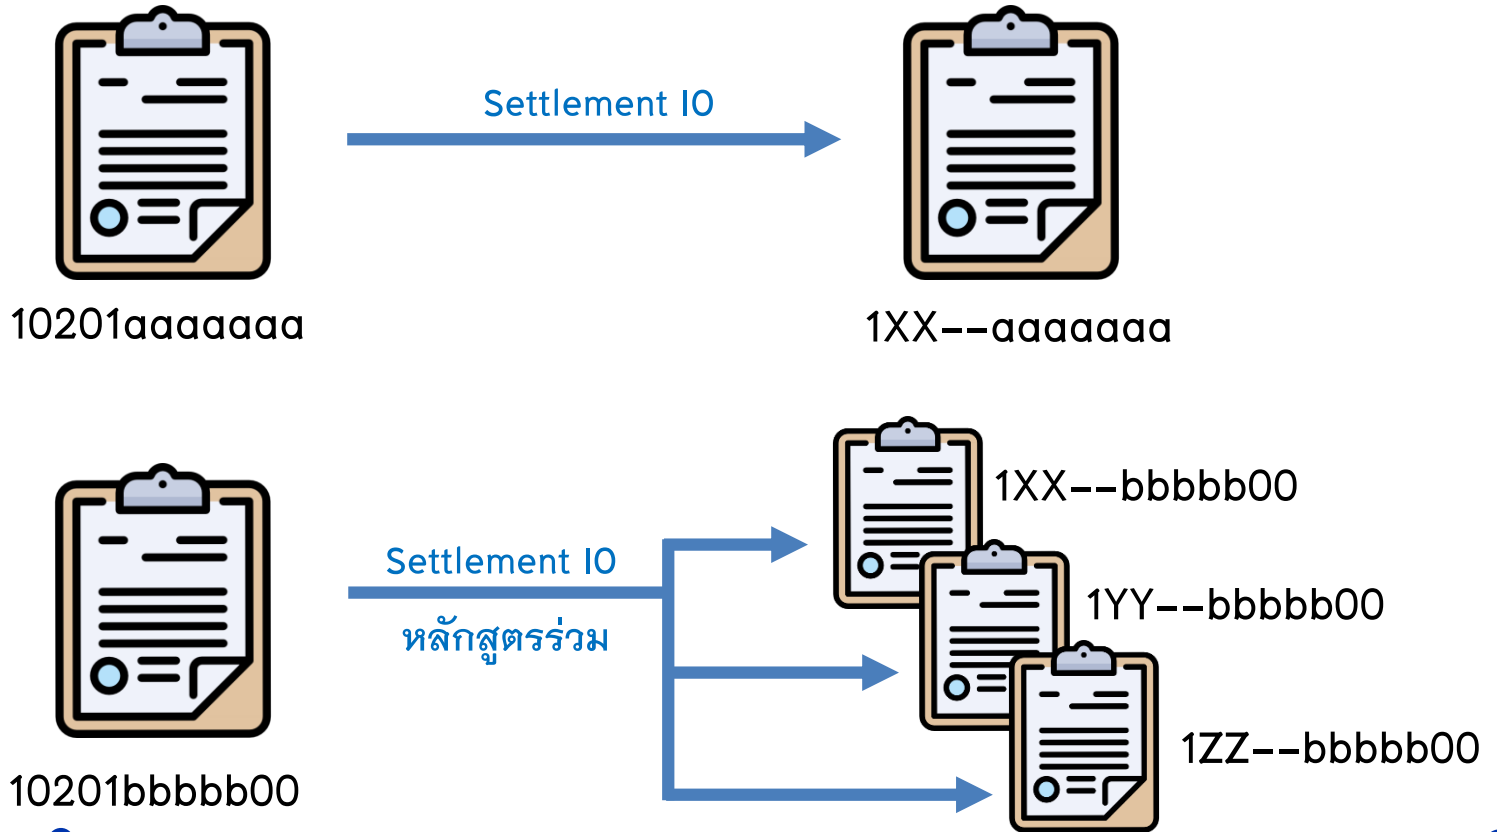 Settlement IO
10201aaaaaaa
1XX--aaaaaaa
1XX--bbbbb00
Settlement IO
1YY--bbbbb00
หลักสูตรร่วม
1ZZ--bbbbb00
10201bbbbb00